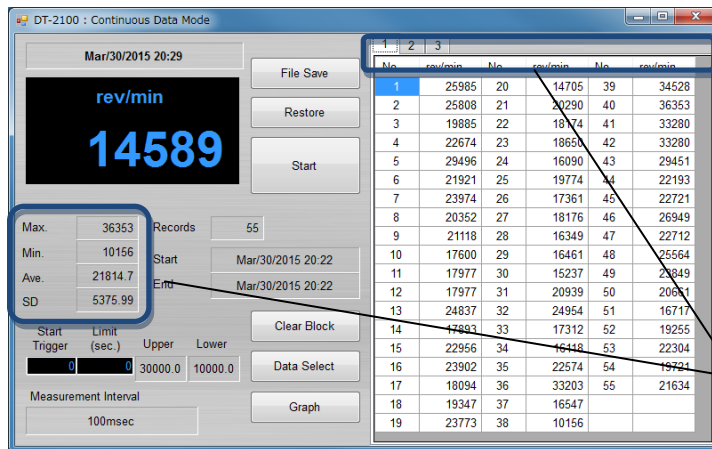 DT-2100 : Continuous Data Mode
Mar/30/2015 20:29
rev/min
14589
File Save
Restore
Start
Max. 36353
Min. 10156
Ave. 21814.7
SD 5375.99
Records 55
Start Mar/30/2015 20:22
End Mar/30/2015 20:22
Start Trigger Limit (sec.) Upper Lower
0 0 30000.0 10000.0
Measurement Interval
100msec
Clear Block
Data Select
Graph
1 2 3
No. rev/min No. rev/min No. rev/min
1 25985 20 14705 39 34528
2 25808 21 20290 40 36353
3 19885 22 18174 41 33280
4 22674 23 18650 42 33280
5 29496 24 16090 43 29451
6 21921 25 19774 44 22193
7 23974 26 17361 45 22721
8 20352 27 18176 46 26949
9 21118 28 16349 47 22712
10 17600 29 16461 48 25564
11 17977 30 15237 49 23849
12 17977 31 20939 50 20661
13 24837 32 24954 51 16717
14 17893 33 17312 52 19255
15 22956 34 16118 53 22304
16 23902 35 22574 54 19721
17 18094 36 33203 55 21634
18 19347 37 16547
19 23773 38 10156